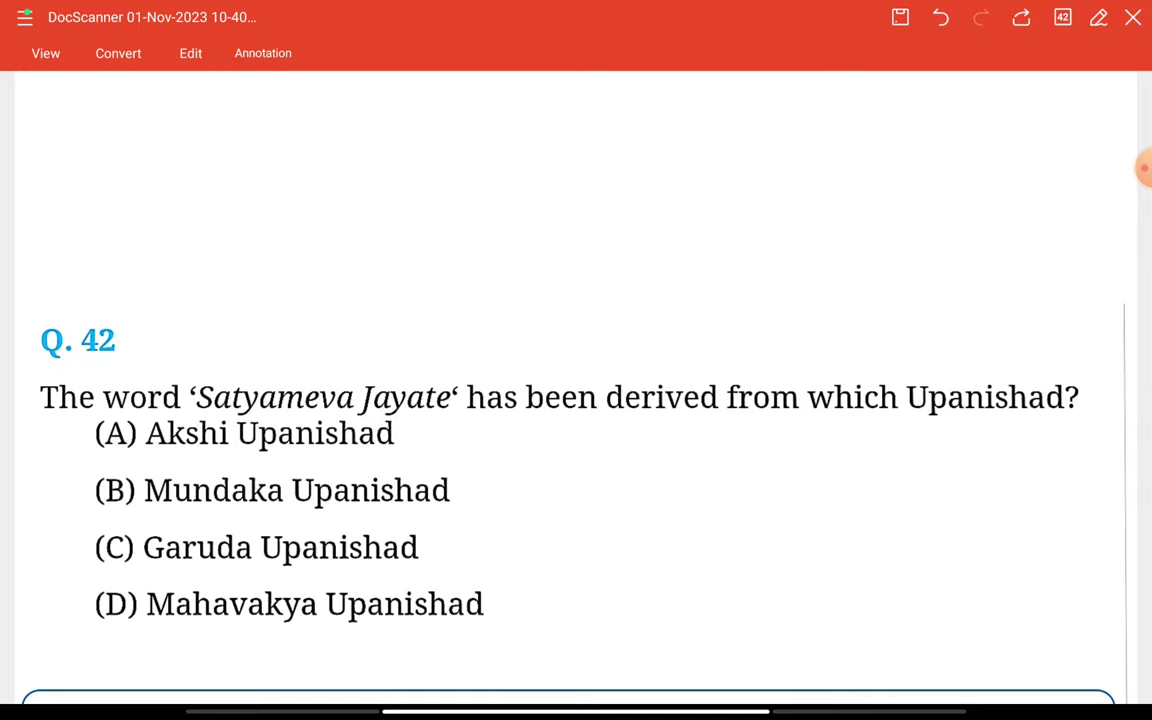 DocScanner 01-Nov-2023 10-40...
42
View Convert Edit Annotation
Q. 42
The word ‘Satyameva Jayate‘ has been derived from which Upanishad?
(A) Akshi Upanishad
(B) Mundaka Upanishad
(C) Garuda Upanishad
(D) Mahavakya Upanishad